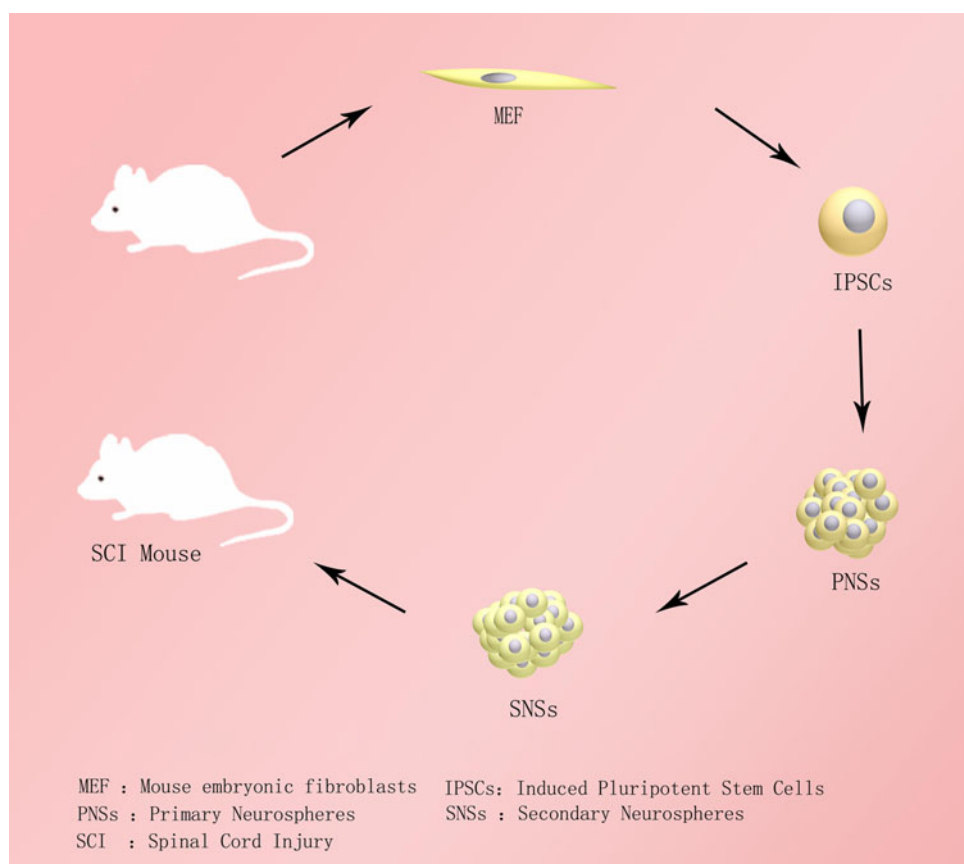 MEF
IPSCs
PNSs
SNSs
SCI Mouse
MEF : Mouse embryonic fibroblasts
IPSCs: Induced Pluripotent Stem Cells
PNSs : Primary Neurospheres
SNSs : Secondary Neurospheres
SCI : Spinal Cord Injury